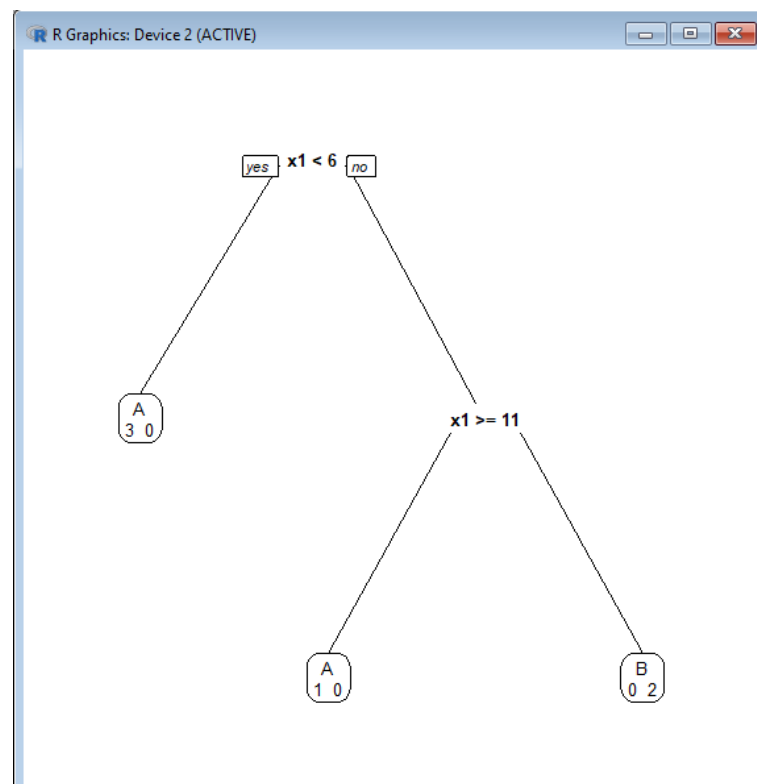 R Graphics: Device 2 (ACTIVE)
yes x1 < 6 no
A
3 0
x1 >= 11
A
1 0
B
0 2